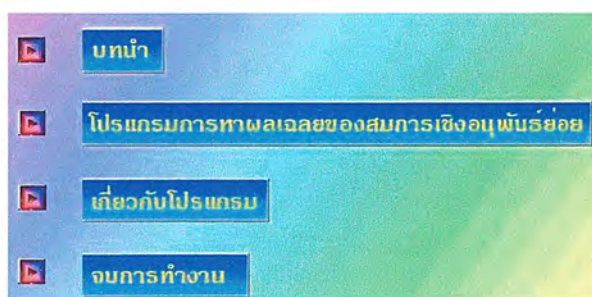 บทนำ
โปรแกรมการหาผลเฉลยของสมการเชิงอนุพันธ์ย่อย
เกี่ยวกับโปรแกรม
จบการทำงาน